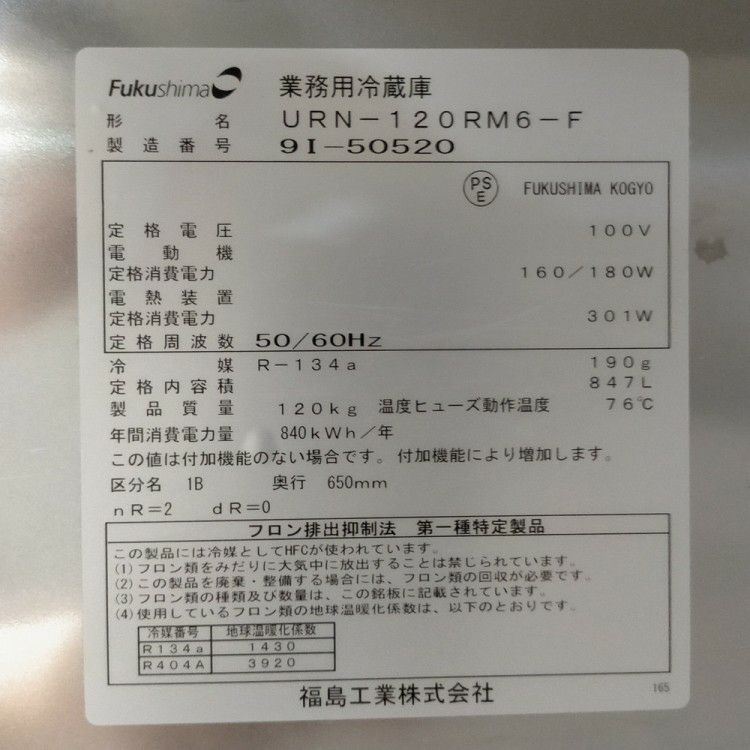 Fukushima 業務用冷蔵庫
形名 URN-120RM6-F
製造番号 9I-50520
PSE FUKUSHIMA KOGYO
定格電圧 100V
電動機
定格消費電力 160/180W
電熱装置
定格消費電力 301W
定格周波数 50/60Hz
冷媒 R-134a 190g
定格内容積 847L
製品質量 120kg 温度ヒューズ動作温度 76℃
年間消費電力量 840kWh/年
この値は付加機能のない場合です。付加機能により増加します。
区分名 1B 奥行 650mm
nR=2 dR=0
フロン排出抑制法 第一種特定製品
この製品には冷媒としてHFCが使われています。
(1)フロン類をみだりに大気中に放出することは禁じられています。
(2)この製品を廃棄・整備する場合には、フロン類の回収が必要です。
(3)フロン類の種類及び数量は、この銘板に記載されています。
(4)使用しているフロン類の地球温暖化係数は、以下のとおりです。
冷媒番号 地球温暖化係数
R134a 1430
R404A 3920
福島工業株式会社
165